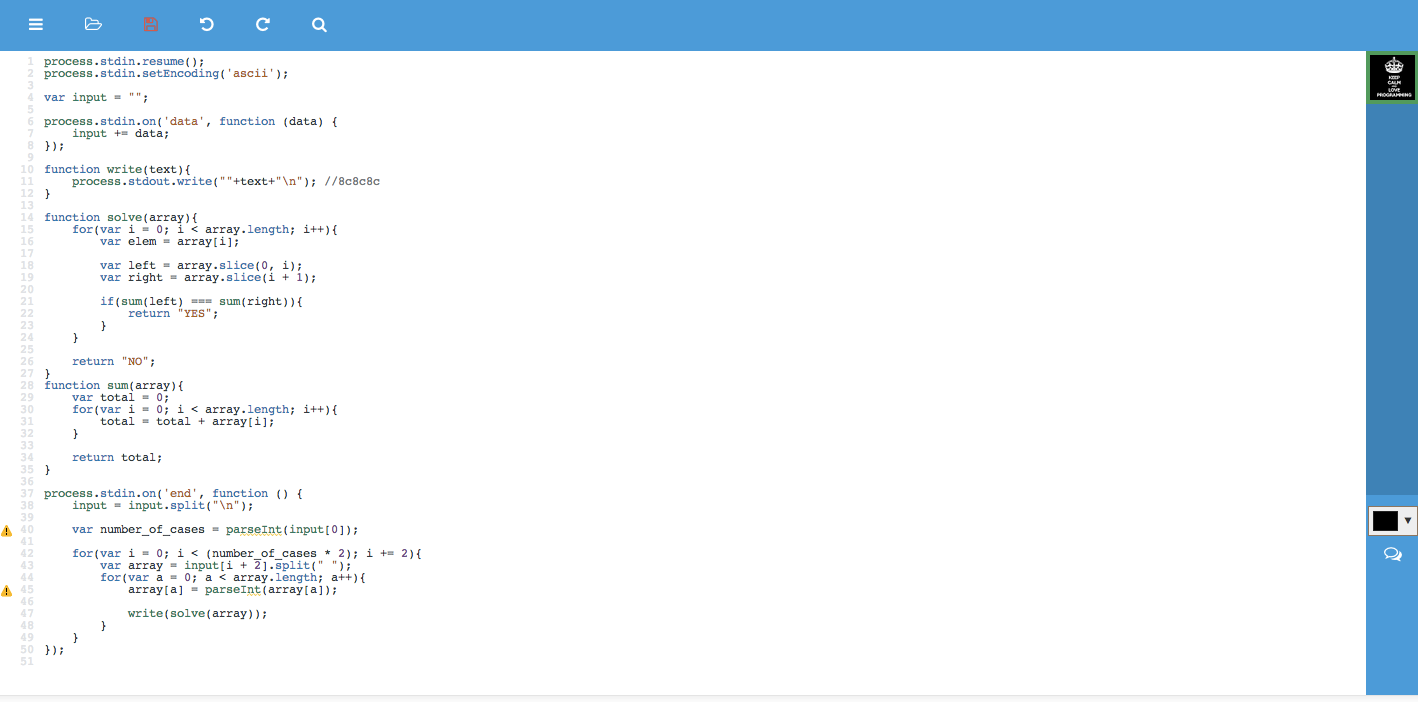 1 process.stdin.resume();
2 process.stdin.setEncoding('ascii');
3
4 var input = "";
5
6 process.stdin.on('data', function (data) {
7     input += data;
8 });
9
10 function write(text){
11     process.stdout.write(""+text+"\n"); //8c8c8c
12 }
13
14 function solve(array){
15     for(var i = 0; i < array.length; i++){
16         var elem = array[i];
17
18         var left = array.slice(0, i);
19         var right = array.slice(i + 1);
20
21         if(sum(left) === sum(right)){
22             return "YES";
23         }
24     }
25
26     return "NO";
27 }
28 function sum(array){
29     var total = 0;
30     for(var i = 0; i < array.length; i++){
31         total = total + array[i];
32     }
33
34     return total;
35 }
36
37 process.stdin.on('end', function () {
38     input = input.split("\n");
39
40     var number_of_cases = parseInt(input[0]);
41
42     for(var i = 0; i < (number_of_cases * 2); i += 2){
43         var array = input[i + 2].split(" ");
44         for(var a = 0; a < array.length; a++){
45             array[a] = parseInt(array[a]);
46
47             write(solve(array));
48         }
49     }
50 });
51
KEEP
CALM
LOVE
PROGRAMMING